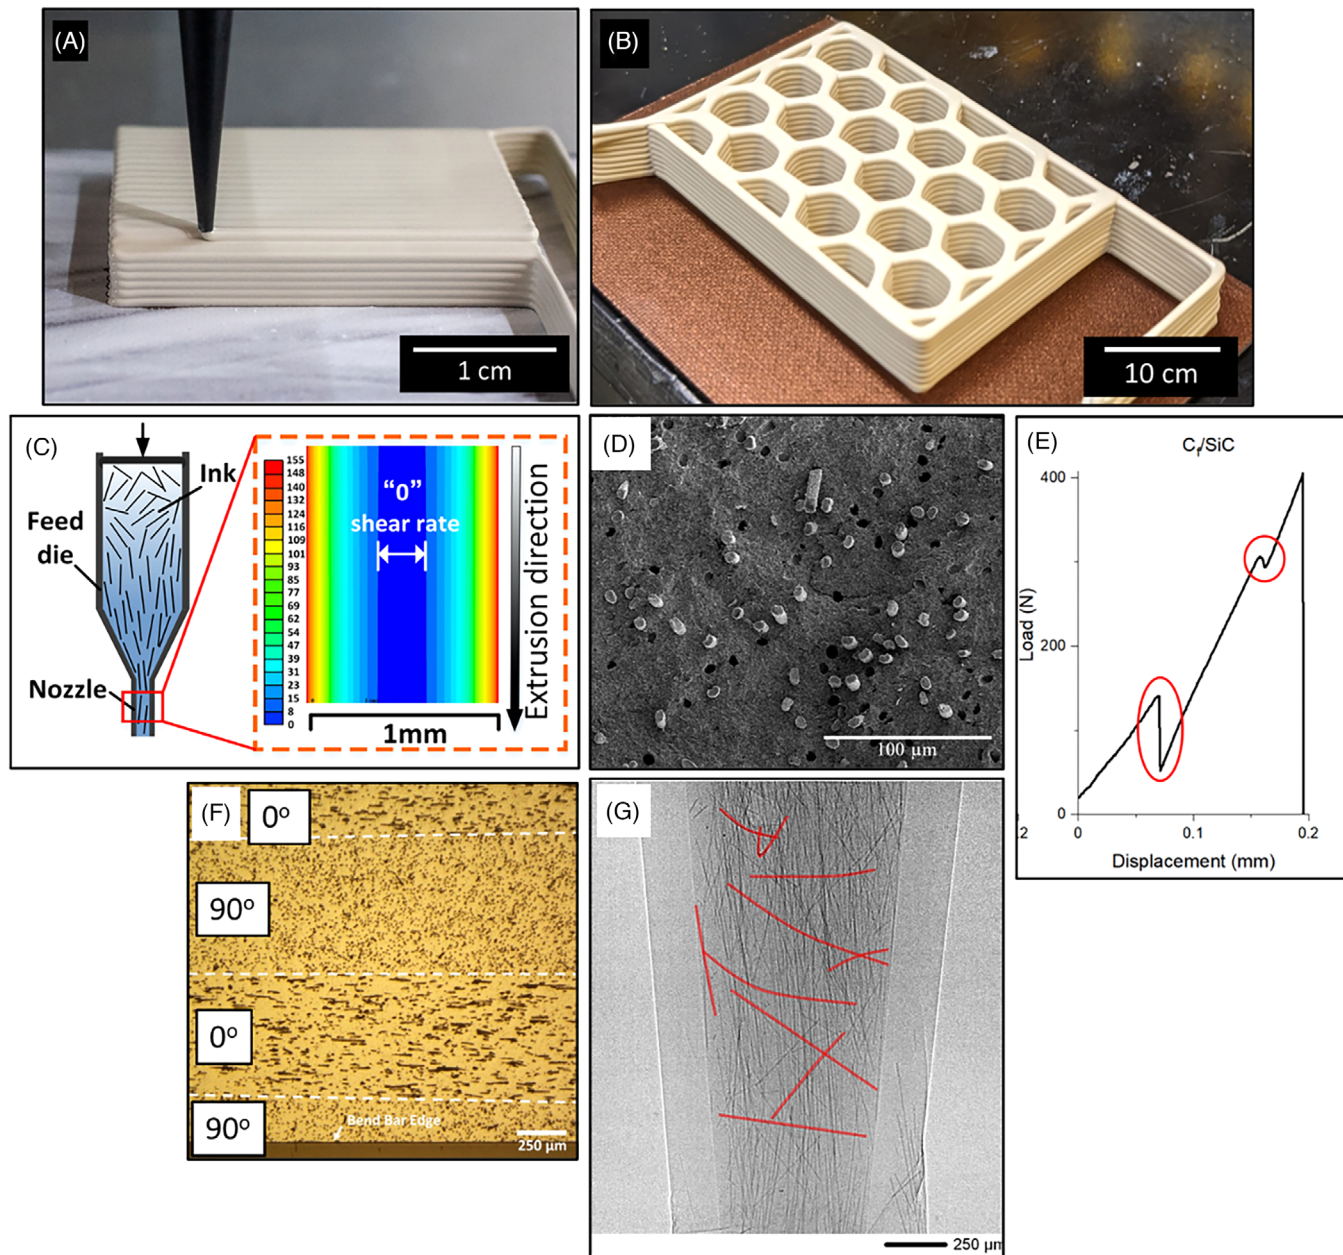 (A)
1 cm
(B)
10 cm
(C)
Ink
Feed
die
Nozzle
155
148
140
132
124
116
109
101
93
85
77
69
62
54
47
39
31
23
15
8
0
"0"
shear rate
1mm
Extrusion direction
(D)
100 µm
(E)
Cf/SiC
400
200
0
Load (N)
2
0
0.1
0.2
Displacement (mm)
(F)
0°
90°
0°
90°
Bend Bar Edge
250 µm
(G)
250 µm